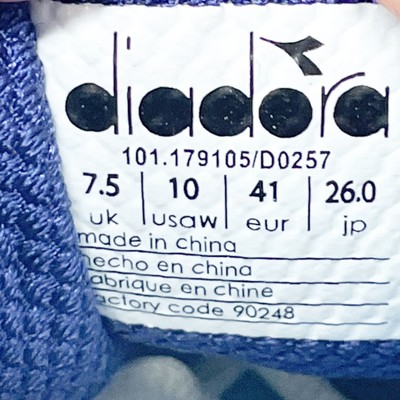 diadora
101.179105/D0257
7.5 | 10 | 41 | 26.0
uk | usaw | eur | jp
made in China
hecho en china
fabrique en chine
factory code 90248